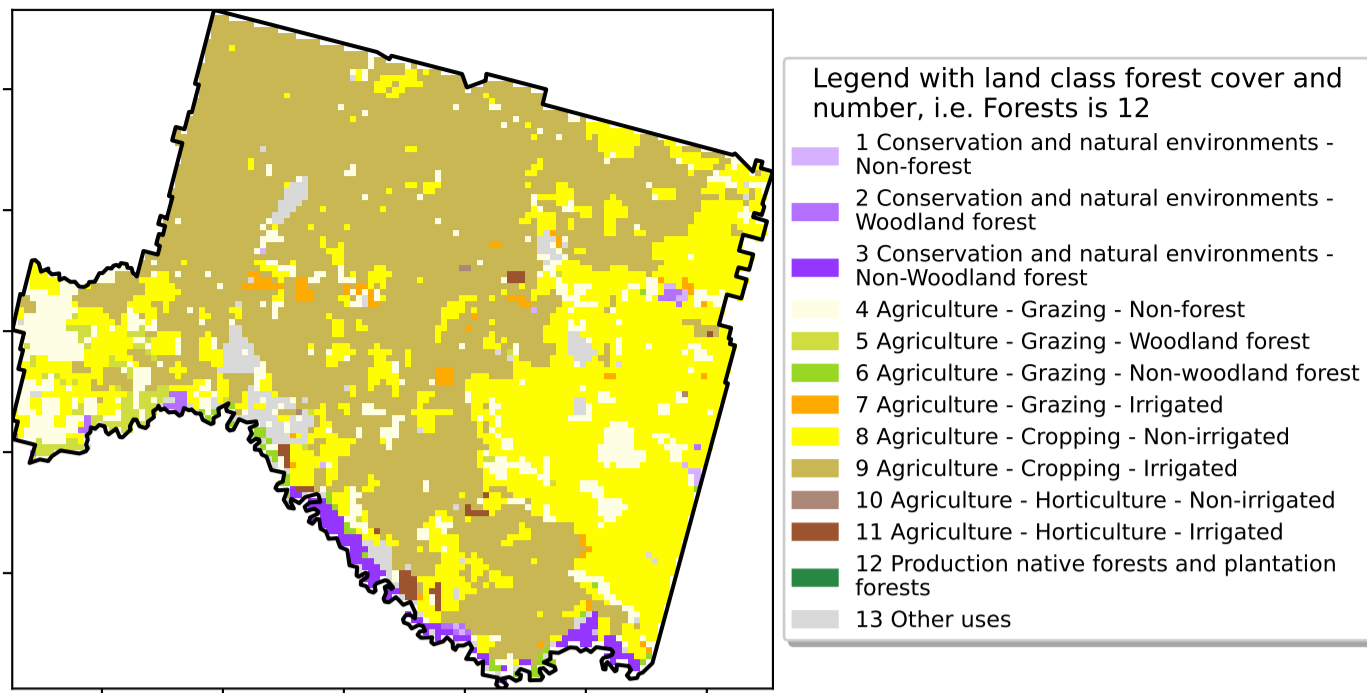 Legend with land class forest cover and
number, i.e. Forests is 12
1 Conservation and natural environments -
Non-forest
2 Conservation and natural environments -
Woodland forest
3 Conservation and natural environments -
Non-Woodland forest
4 Agriculture - Grazing - Non-forest
5 Agriculture - Grazing - Woodland forest
6 Agriculture - Grazing - Non-woodland forest
7 Agriculture - Grazing - Irrigated
8 Agriculture - Cropping - Non-irrigated
9 Agriculture - Cropping - Irrigated
10 Agriculture - Horticulture - Non-irrigated
11 Agriculture - Horticulture - Irrigated
12 Production native forests and plantation
forests
13 Other uses